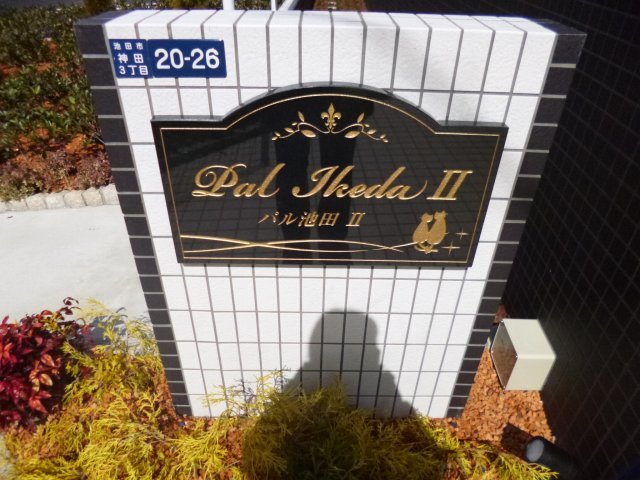 池田市
神田
3丁目
20-26
Pal Ikeda II
パル池田 II